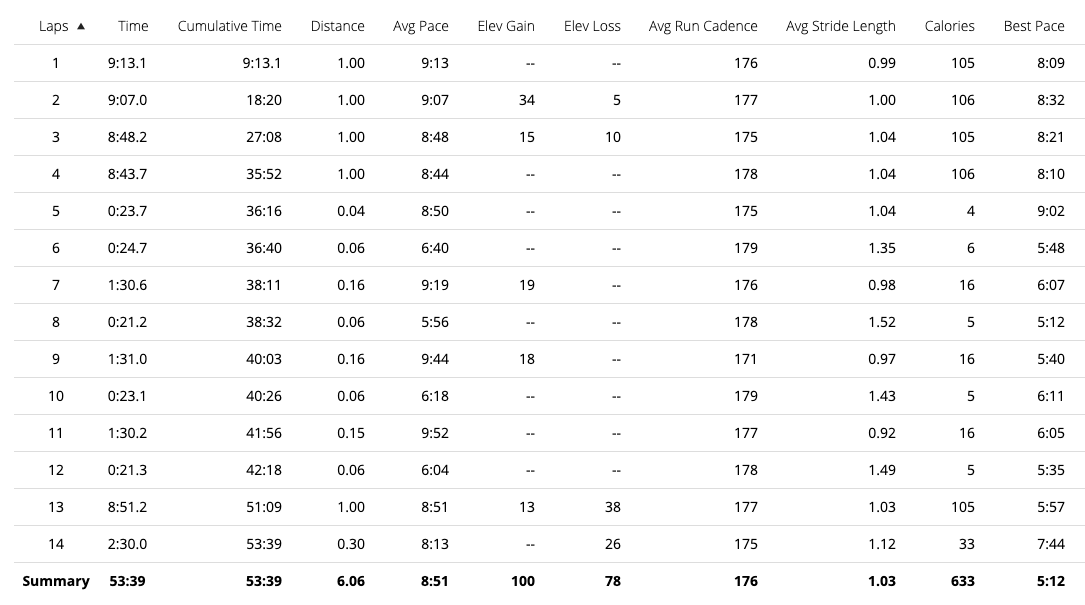 Laps ▲ Time Cumulative Time Distance Avg Pace Elev Gain Elev Loss Avg Run Cadence Avg Stride Length Calories Best Pace
1 9:13.1 9:13.1 1.00 9:13 -- -- 176 0.99 105 8:09
2 9:07.0 18:20 1.00 9:07 34 5 177 1.00 106 8:32
3 8:48.2 27:08 1.00 8:48 15 10 175 1.04 105 8:21
4 8:43.7 35:52 1.00 8:44 -- -- 178 1.04 106 8:10
5 0:23.7 36:16 0.04 8:50 -- -- 175 1.04 4 9:02
6 0:24.7 36:40 0.06 6:40 -- -- 179 1.35 6 5:48
7 1:30.6 38:11 0.16 9:19 19 -- 176 0.98 16 6:07
8 0:21.2 38:32 0.06 5:56 -- -- 178 1.52 5 5:12
9 1:31.0 40:03 0.16 9:44 18 -- 171 0.97 16 5:40
10 0:23.1 40:26 0.06 6:18 -- -- 179 1.43 5 6:11
11 1:30.2 41:56 0.15 9:52 -- -- 177 0.92 16 6:05
12 0:21.3 42:18 0.06 6:04 -- -- 178 1.49 5 5:35
13 8:51.2 51:09 1.00 8:51 13 38 177 1.03 105 5:57
14 2:30.0 53:39 0.30 8:13 -- 26 175 1.12 33 7:44
Summary 53:39 53:39 6.06 8:51 100 78 176 1.03 633 5:12